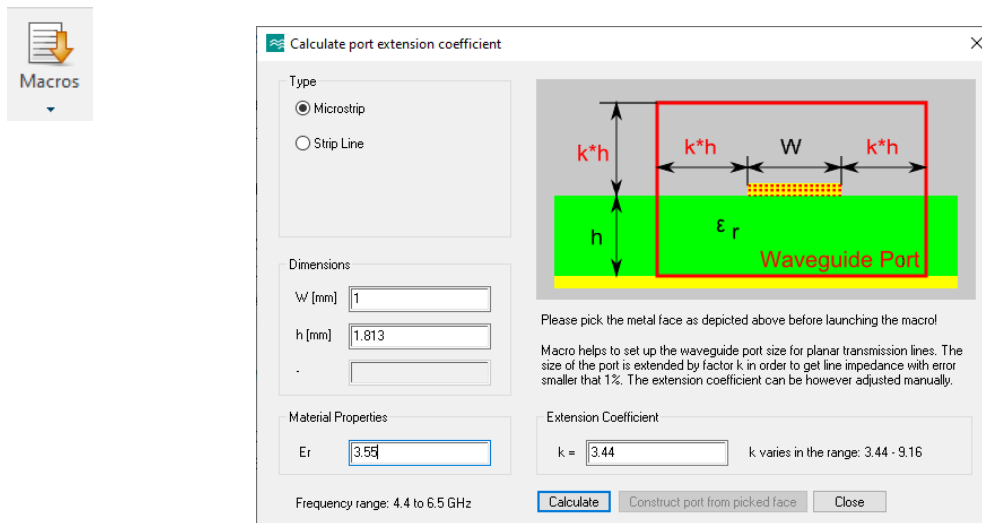 Macros
Calculate port extension coefficient
Type
Microstrip
Strip Line
k*h
k*h
W
k*h
h
ε r
Waveguide Port
Dimensions
W [mm] 1
h [mm] 1.813
-
Please pick the metal face as depicted above before launching the macro!
Macro helps to set up the waveguide port size for planar transmission lines. The
size of the port is extended by factor k in order to get line impedance with error
smaller that 1%. The extension coefficient can be however adjusted manually.
Material Properties
Er 3.55
Extension Coefficient
k = 3.44 k varies in the range: 3.44 - 9.16
Frequency range: 4.4 to 6.5 GHz
Calculate Construct port from picked face Close